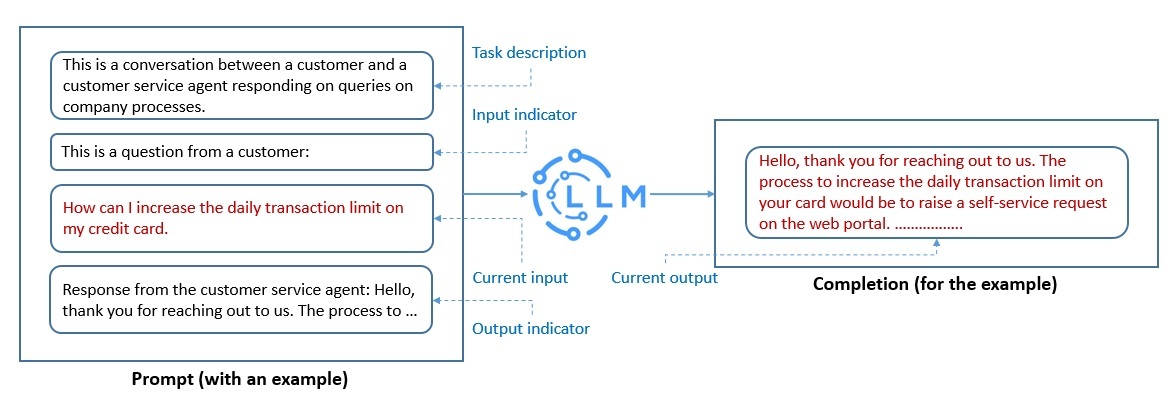 This is a conversation between a customer and a
customer service agent responding on queries on
company processes.
This is a question from a customer:
How can I increase the daily transaction limit on
my credit card.
Response from the customer service agent: Hello,
thank you for reaching out to us. The process to ...
Prompt (with an example)
Task description
Input indicator
Current input
Output indicator
LLM
Current output
Hello, thank you for reaching out to us. The
process to increase the daily transaction limit on
your card would be to raise a self-service request
on the web portal. .................
Completion (for the example)